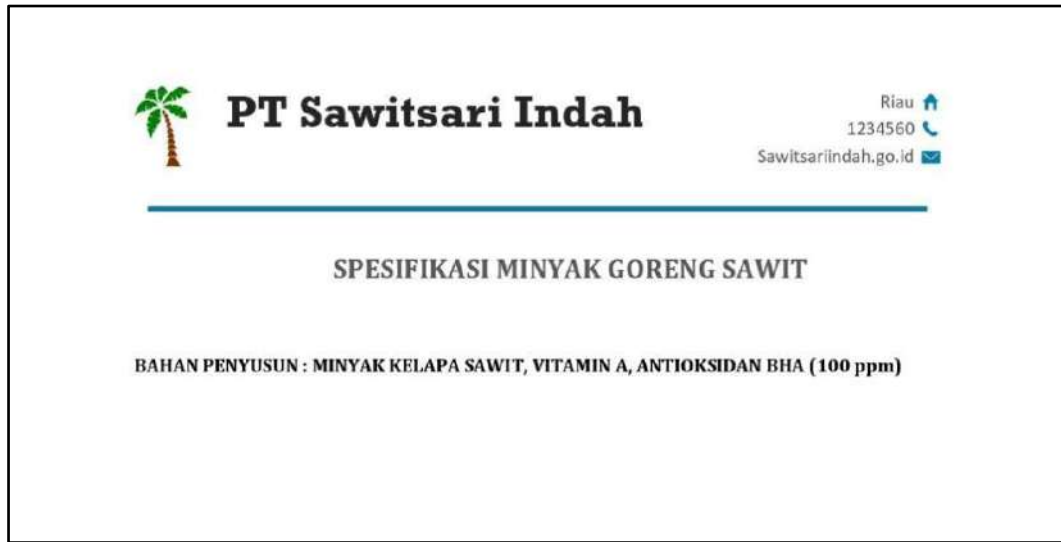 PT Sawitsari Indah
Riau
1234560
Sawitsariindah.go.id
SPESIFIKASI MINYAK GORENG SAWIT
BAHAN PENYUSUN : MINYAK KELAPA SAWIT, VITAMIN A, ANTIOKSIDAN BHA (100 ppm)